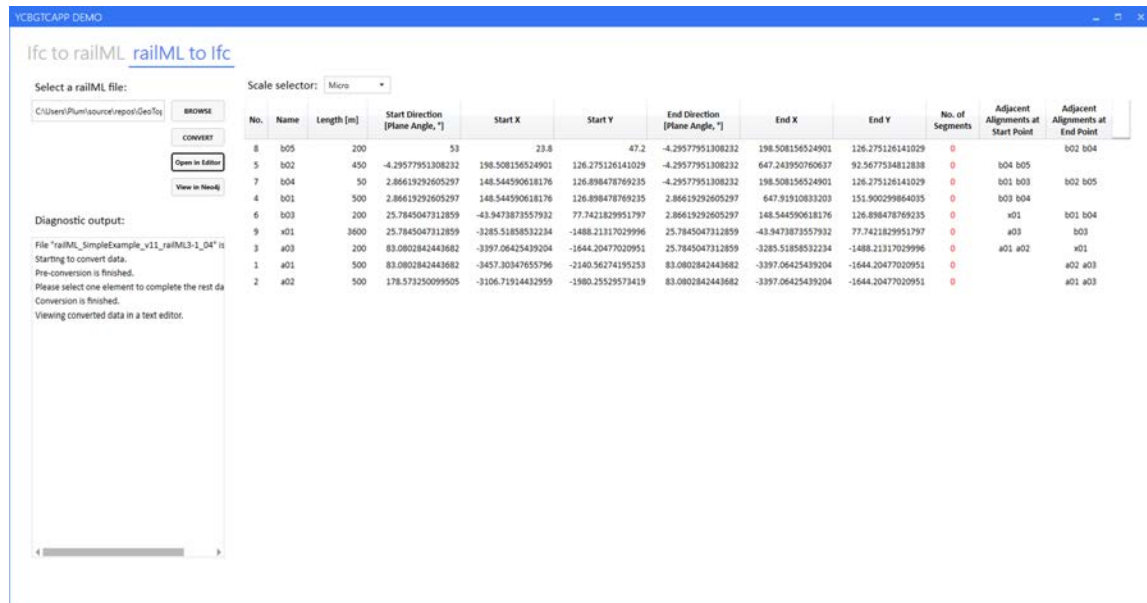 YCBGTCAPP DEMO
Ifc to railML railML to Ifc
Select a railML file:
C:\Users\Plum\source\repos\GeoTop
BROWSE
CONVERT
Open in Editor
View in Neo4j
Diagnostic output:
File "railML_SimpleExample_v11_railML3-1_04" is
Starting to convert data.
Pre-conversion is finished.
Please select one element to complete the rest da
Conversion is finished.
Viewing converted data in a text editor.
Scale selector: Micro
No. Name Length [m] Start Direction [Plane Angle, °] Start X Start Y End Direction [Plane Angle, °] End X End Y No. of Segments Adjacent Alignments at Start Point Adjacent Alignments at End Point
8 b05 200 53 23.8 47.2 -4.29577951308232 198.508156524901 126.275126141029 0 b02 b04
5 b02 450 -4.29577951308232 198.508156524901 126.275126141029 -4.29577951308232 647.243950760637 92.5677534812838 0 b04 b05
7 b04 50 2.86619292605297 148.544590618176 126.898478769235 -4.29577951308232 198.508156524901 126.275126141029 0 b01 b03 b02 b05
4 b01 500 2.86619292605297 148.544590618176 126.898478769235 2.86619292605297 647.91910833203 151.900299864035 0 b03 b04
6 b03 200 25.7845047312859 -43.9473873557932 77.7421829951797 2.86619292605297 148.544590618176 126.898478769235 0 x01 b01 b04
9 x01 3600 25.7845047312859 -3285.51858532234 -1488.21317029996 25.7845047312859 -43.9473873557932 77.7421829951797 0 a03 b03
3 a03 200 83.0802842443682 -3397.06425439204 -1644.20477020951 25.7845047312859 -3285.51858532234 -1488.21317029996 0 a01 a02 x01
1 a01 500 83.0802842443682 -3457.30347655796 -2140.56274195253 83.0802842443682 -3397.06425439204 -1644.20477020951 0 a02 a03
2 a02 500 178.573250099505 -3106.71914432959 -1980.25529573419 83.0802842443682 -3397.06425439204 -1644.20477020951 0 a01 a03